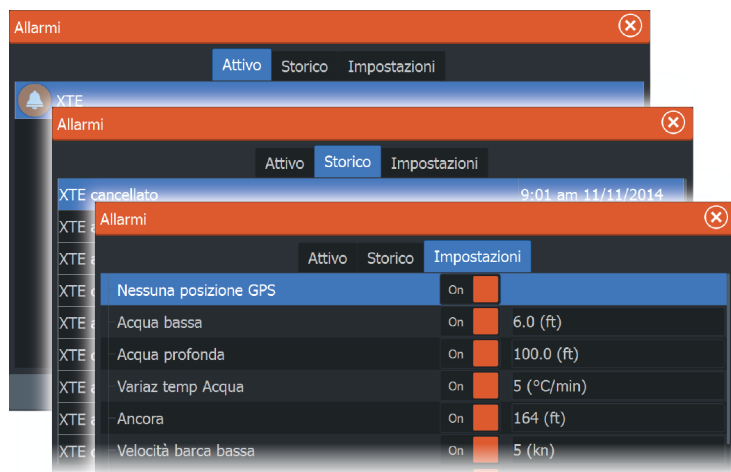 Allarmi
Attivo Storico Impostazioni
XTE
Allarmi
Attivo Storico Impostazioni
XTE cancellato 9:01 am 11/11/2014
XTE
XTE
XTE
XTE
XTE
XTE
XTE
XTE
Allarmi
Attivo Storico Impostazioni
Nessuna posizione GPS On
Acqua bassa On 6.0 (ft)
Acqua profonda On 100.0 (ft)
Variaz temp Acqua On 5 (°C/min)
Ancora On 164 (ft)
Velocità barca bassa On 5 (kn)